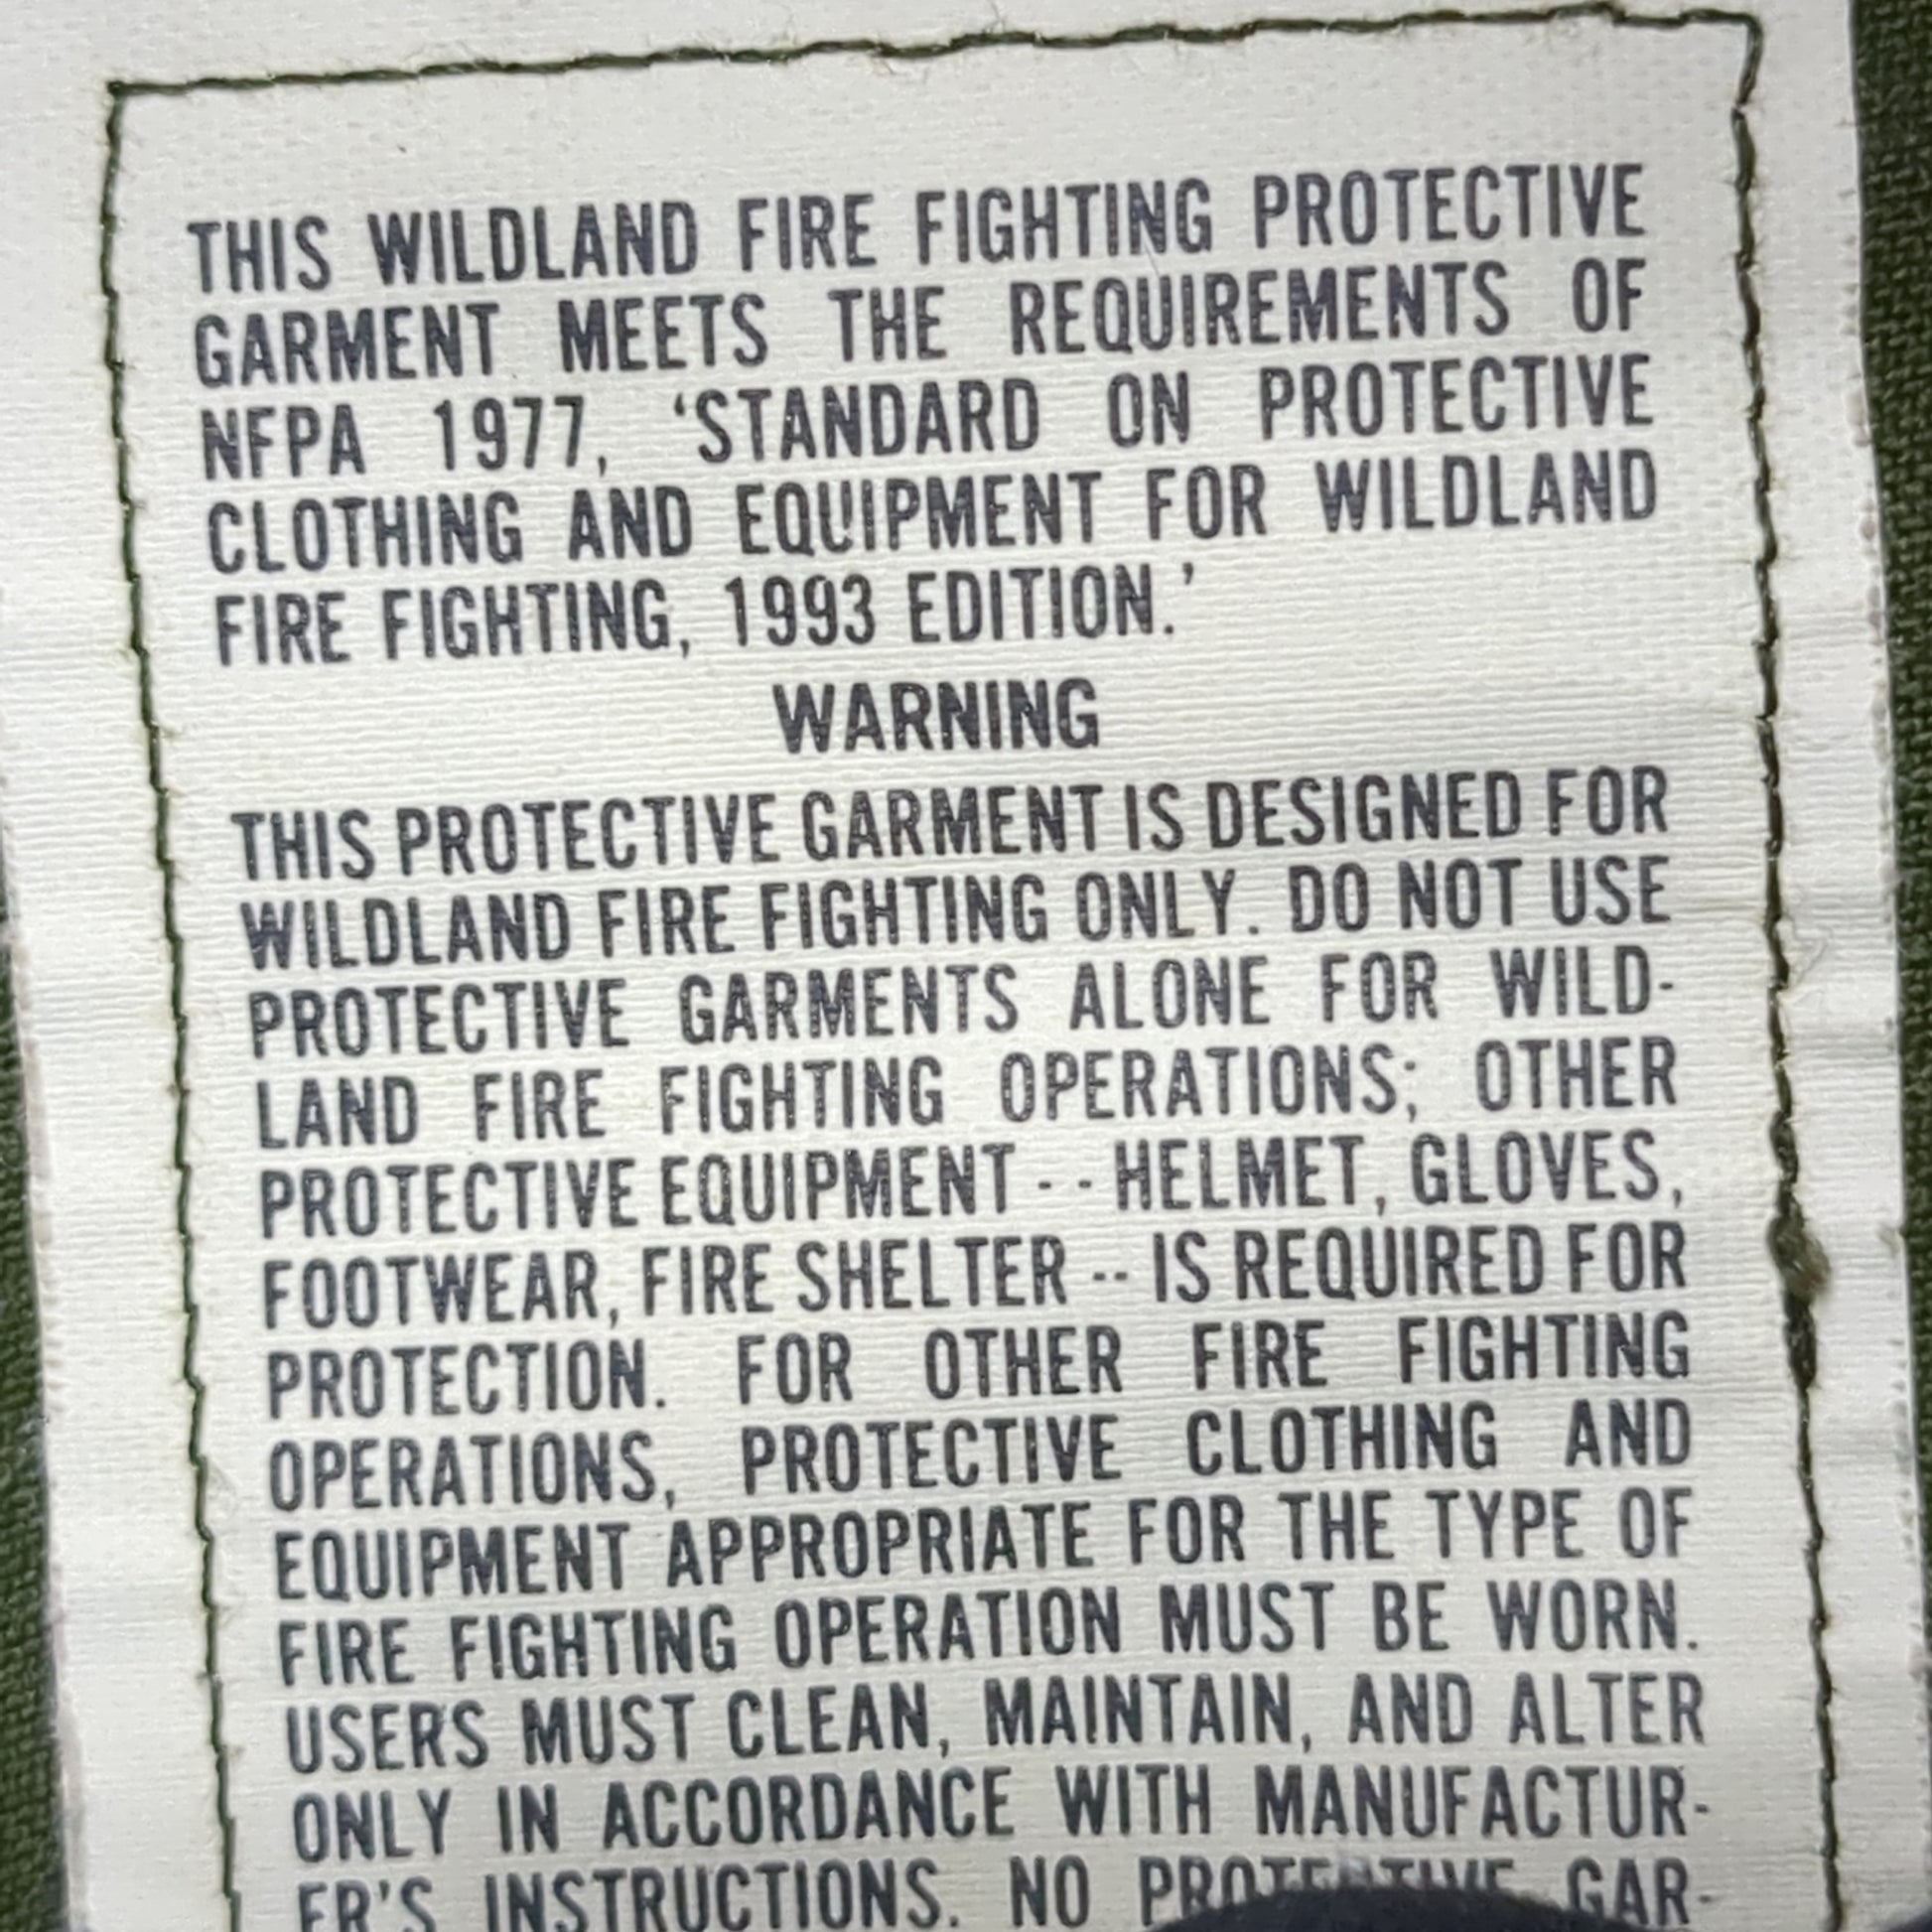 THIS WILDLAND FIRE FIGHTING PROTECTIVE
GARMENT MEETS THE REQUIREMENTS OF
NFPA 1977, ‘STANDARD ON PROTECTIVE
CLOTHING AND EQUIPMENT FOR WILDLAND
FIRE FIGHTING, 1993 EDITION.’
WARNING
THIS PROTECTIVE GARMENT IS DESIGNED FOR
WILDLAND FIRE FIGHTING ONLY. DO NOT USE
PROTECTIVE GARMENTS ALONE FOR WILD-
LAND FIRE FIGHTING OPERATIONS; OTHER
PROTECTIVE EQUIPMENT - - HELMET, GLOVES,
FOOTWEAR, FIRE SHELTER -- IS REQUIRED FOR
PROTECTION. FOR OTHER FIRE FIGHTING
OPERATIONS, PROTECTIVE CLOTHING AND
EQUIPMENT APPROPRIATE FOR THE TYPE OF
FIRE FIGHTING OPERATION MUST BE WORN.
USERS MUST CLEAN, MAINTAIN, AND ALTER
ONLY IN ACCORDANCE WITH MANUFACTUR-
ER'S INSTRUCTIONS. NO PROTECTIVE GAR-